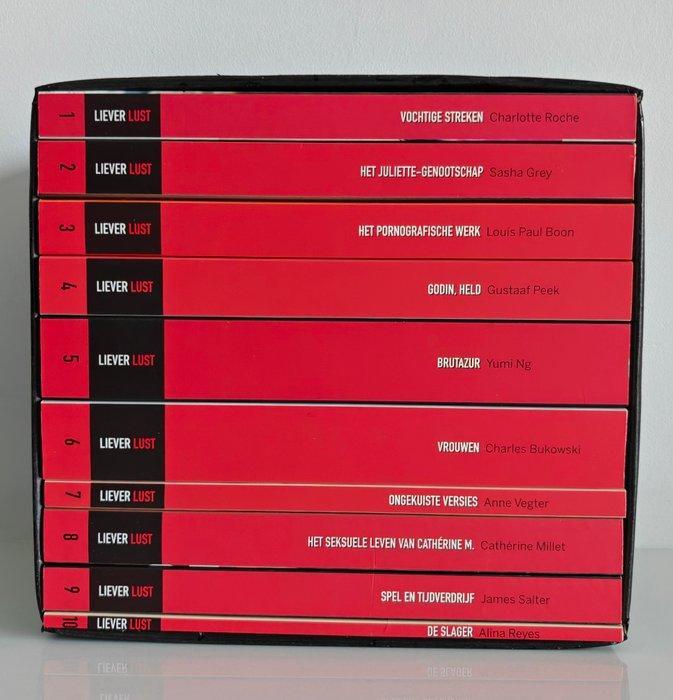 1 LIEVER LUST VOCHTIGE STREKEN Charlotte Roche
2 LIEVER LUST HET JULIETTE-GENOOTSCHAP Sasha Grey
3 LIEVER LUST HET PORNOGRAFISCHE WERK Louis Paul Boon
4 LIEVER LUST GODIN, HELD Gustaaf Peek
5 LIEVER LUST BRUTAZUR Yumi Ng
6 LIEVER LUST VROUWEN Charles Bukowski
7 LIEVER LUST ONGEKUISTE VERSIES Anne Vegter
8 LIEVER LUST HET SEKSUELE LEVEN VAN CATHÉRINE M. Cathérine Millet
9 LIEVER LUST SPEL EN TIJDVERDRIJF James Salter
10 LIEVER LUST DE SLAGER Alina Reyes